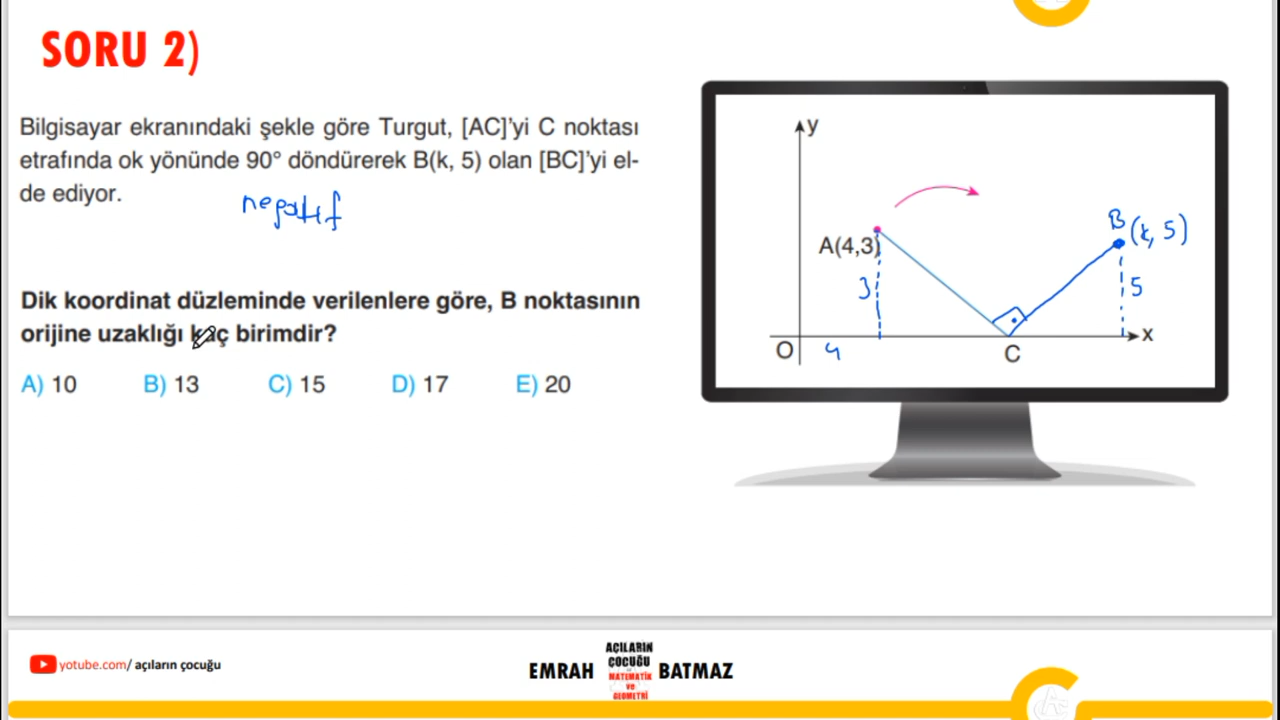 SORU 2)
Bilgisayar ekranındaki şekle göre Turgut, [AC]'yi C noktası
etrafında ok yönünde 90° döndürerek B(k, 5) olan [BC]'yi el-
de ediyor.
negatif
Dik koordinat düzleminde verilenlere göre, B noktasının
orijine uzaklığı kaç birimdir?
A) 10 B) 13 C) 15 D) 17 E) 20
y
B (k, 5)
A(4,3)
3
5
O
4
C
x
yotube.com/ açıların çocuğu
EMRAH
AÇILARIN
ÇOCUĞU
MATEMATİK
ve
GEOMETRİ
BATMAZ